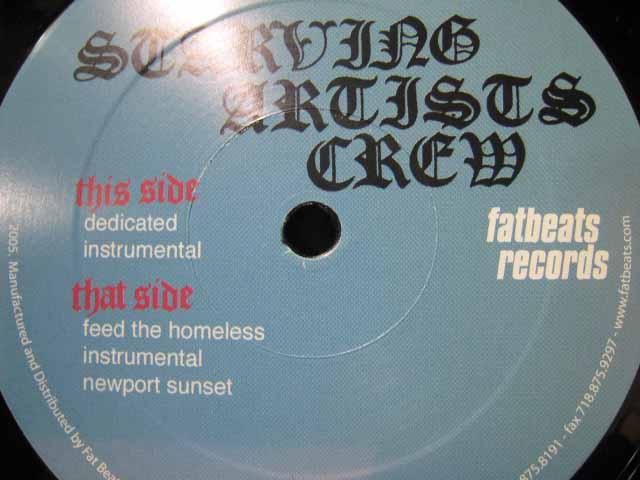 STARVING
ARTISTS
CREW
this side
dedicated
instrumental
that side
feed the homeless
instrumental
newport sunset
fatbeats
records
2005. Manufactured and Distributed by Fat
875.8191 - fax 718.875.9297 - www.fatbeats.com